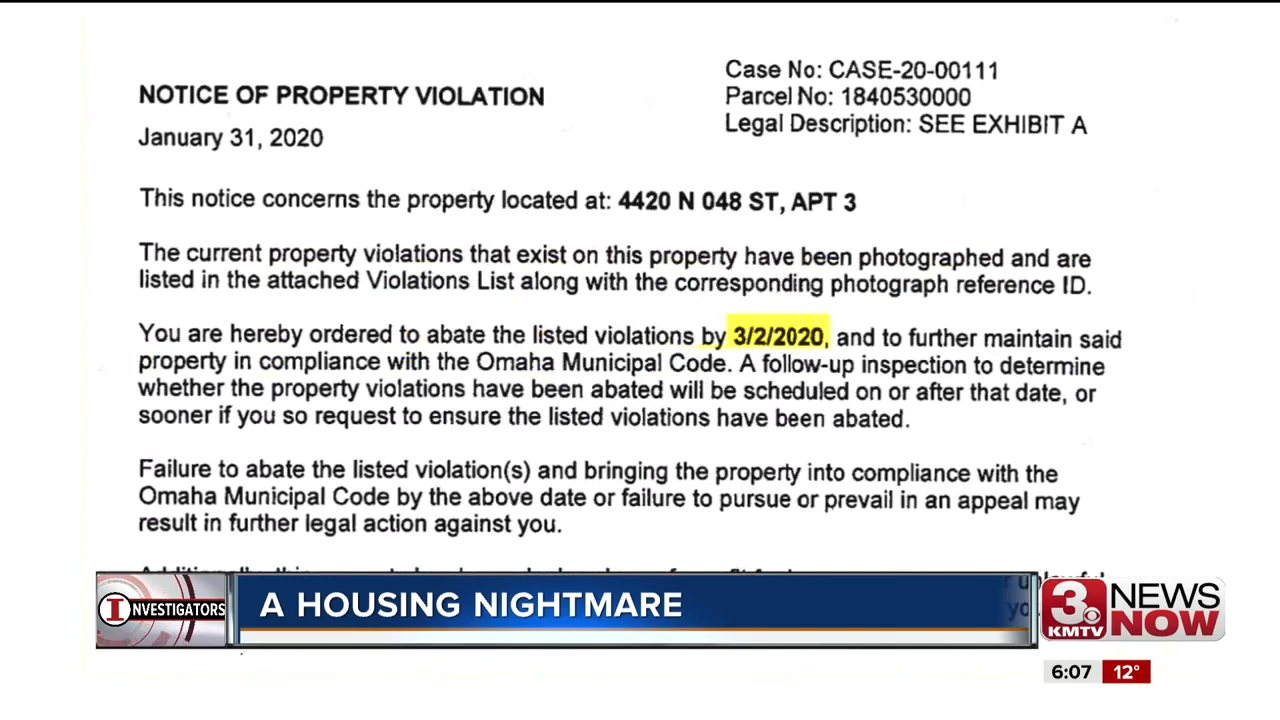 Case No: CASE-20-00111
NOTICE OF PROPERTY VIOLATION
Parcel No: 1840530000
January 31, 2020
Legal Description: SEE EXHIBIT A
This notice concerns the property located at: 4420 N 048 ST, APT 3
The current property violations that exist on this property have been photographed and are
listed in the attached Violations List along with the corresponding photograph reference ID.
You are hereby ordered to abate the listed violations by 3/2/2020, and to further maintain said
property in compliance with the Omaha Municipal Code. A follow-up inspection to determine
whether the property violations have been abated will be scheduled on or after that date, or
sooner if you so request to ensure the listed violations have been abated.
Failure to abate the listed violation(s) and bringing the property into compliance with the
Omaha Municipal Code by the above date or failure to pursue or prevail in an appeal may
result in further legal action against you.
INVESTIGATORS
A HOUSING NIGHTMARE
3 KMTV NEWS NOW
6:07 12°